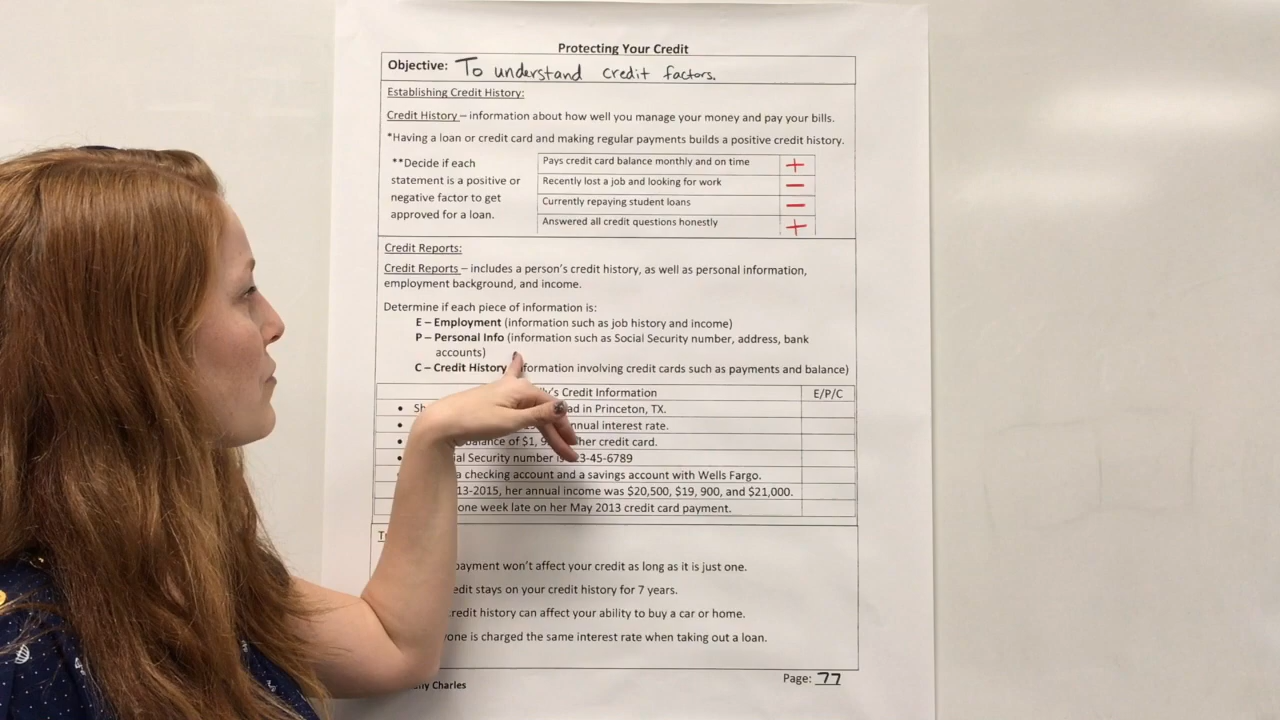 Protecting Your Credit
Objective: To understand credit factors.
Establishing Credit History:
Credit History – information about how well you manage your money and pay your bills.
*Having a loan or credit card and making regular payments builds a positive credit history.
**Decide if each
statement is a positive or
negative factor to get
approved for a loan.
Pays credit card balance monthly and on time +
Recently lost a job and looking for work –
Currently repaying student loans –
Answered all credit questions honestly +
Credit Reports:
Credit Reports – includes a person's credit history, as well as personal information,
employment background, and income.
Determine if each piece of information is:
E – Employment (information such as job history and income)
P – Personal Info (information such as Social Security number, address, bank
accounts)
C – Credit History information involving credit cards such as payments and balance)
Credit Information E/P/C
in Princeton, TX.
interest rate.
balance of $1, her credit card.
Security number
a checking account and a savings account with Wells Fargo.
13-2015, her annual income was $20,500, $19, 900, and $21,000.
one week late on her May 2013 credit card payment.
payment won't affect your credit as long as it is just one.
stays on your credit history for 7 years.
credit history can affect your ability to buy a car or home.
is charged the same interest rate when taking out a loan.
Charles
Page: 77